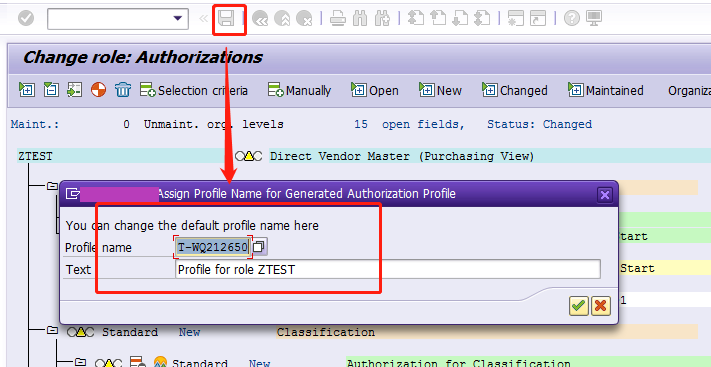 Change role: Authorizations
Selection criteria Manually Open New Changed Maintained Organiz
Maint.: 0 Unmaint. org. levels 15 open fields, Status: Changed
ZTEST Direct Vendor Master (Purchasing View)
Assign Profile Name for Generated Authorization Profile
You can change the default profile name here
tart
Profile name T-WQ212650
Text Profile for role ZTEST
Start
1
Standard New Classification
Standard New Authorization for Classification